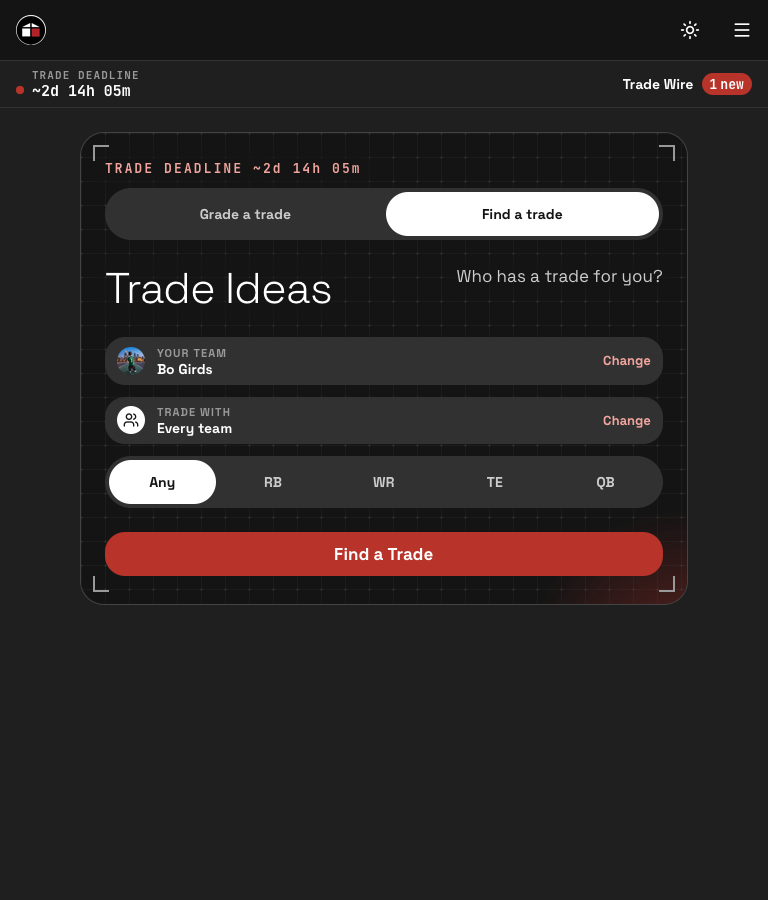 TRADE DEADLINE
~2d 14h 05m
Trade Wire
1 new
TRADE DEADLINE ~2d 14h 05m
Grade a trade
Find a trade
Trade Ideas
Who has a trade for you?
YOUR TEAM
Bo Girds
Change
TRADE WITH
Every team
Change
Any
RB
WR
TE
QB
Find a Trade